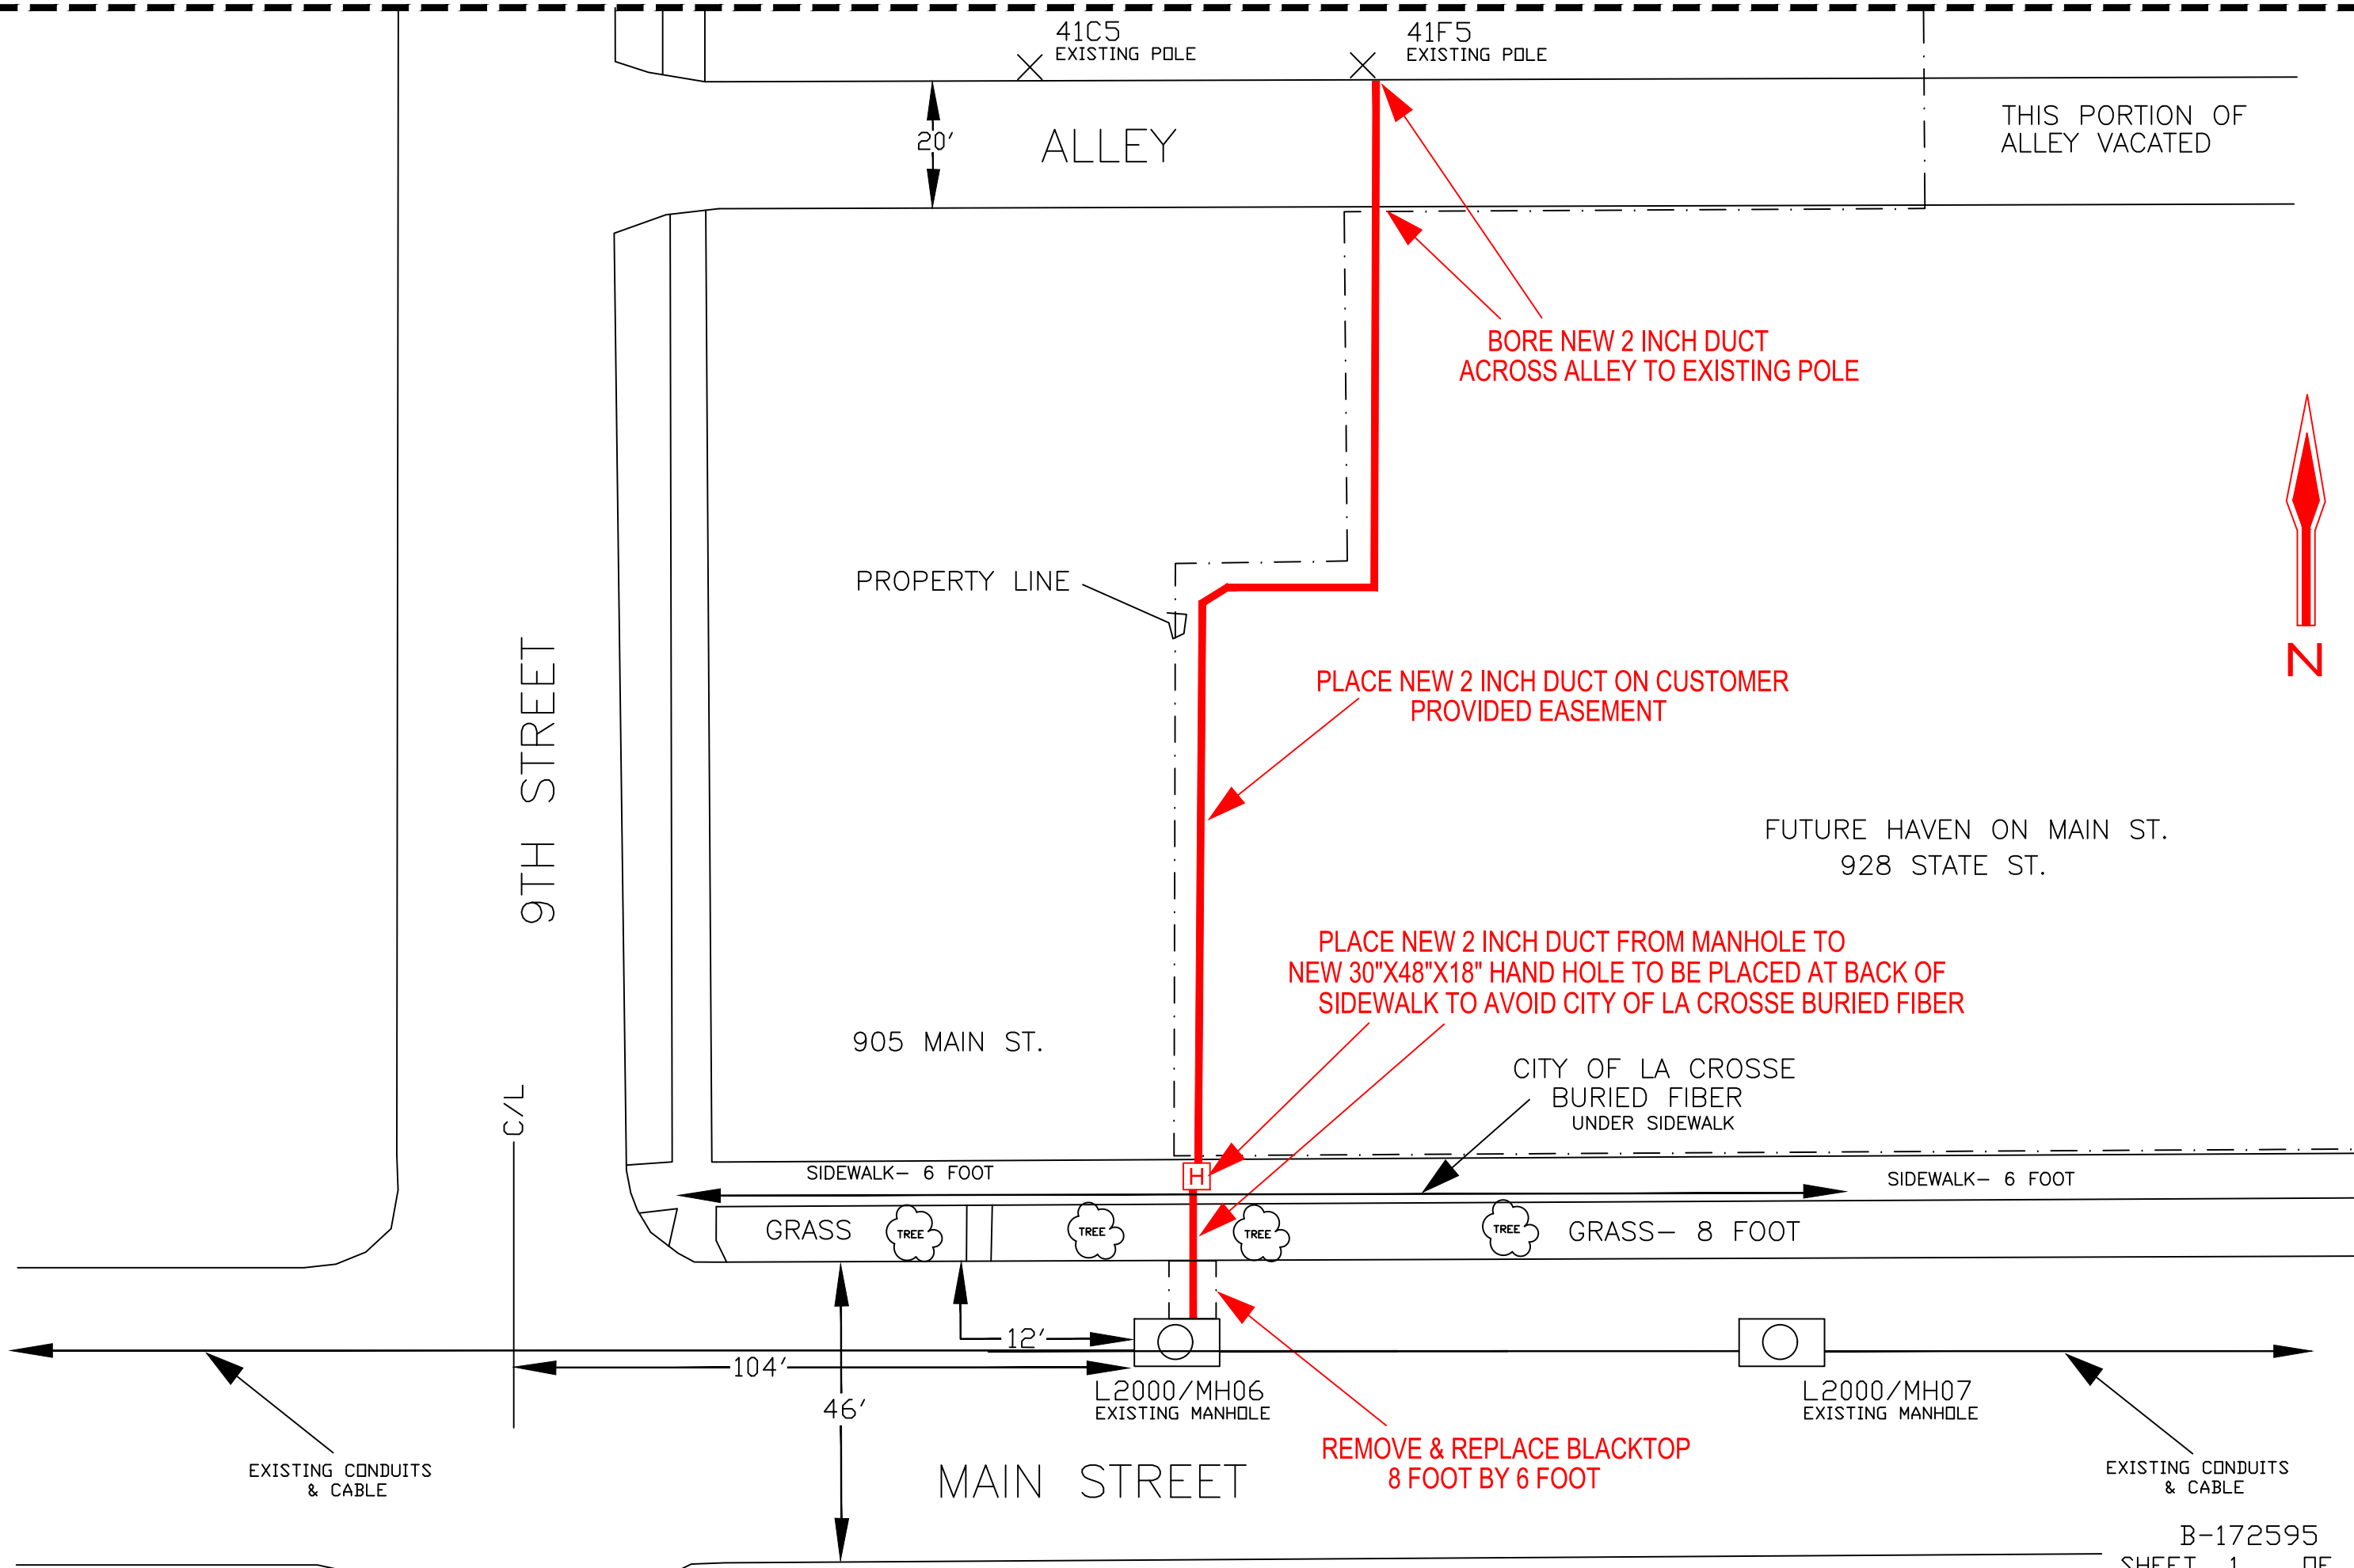 41C5
EXISTING POLE
41F5
EXISTING POLE
20'
ALLEY
THIS PORTION OF
ALLEY VACATED
BORE NEW 2 INCH DUCT
ACROSS ALLEY TO EXISTING POLE
PROPERTY LINE
N
9TH STREET
PLACE NEW 2 INCH DUCT ON CUSTOMER
PROVIDED EASEMENT
FUTURE HAVEN ON MAIN ST.
928 STATE ST.
PLACE NEW 2 INCH DUCT FROM MANHOLE TO
NEW 30"X48"X18" HAND HOLE TO BE PLACED AT BACK OF
SIDEWALK TO AVOID CITY OF LA CROSSE BURIED FIBER
905 MAIN ST.
CITY OF LA CROSSE
BURIED FIBER
UNDER SIDEWALK
C/L
SIDEWALK- 6 FOOT
H
SIDEWALK- 6 FOOT
GRASS
TREE
TREE
TREE
TREE
GRASS- 8 FOOT
12'
104'
46'
L2000/MH06
EXISTING MANHOLE
L2000/MH07
EXISTING MANHOLE
REMOVE & REPLACE BLACKTOP
8 FOOT BY 6 FOOT
MAIN STREET
EXISTING CONDUITS
& CABLE
EXISTING CONDUITS
& CABLE
B-172595
SHEET 1 OF